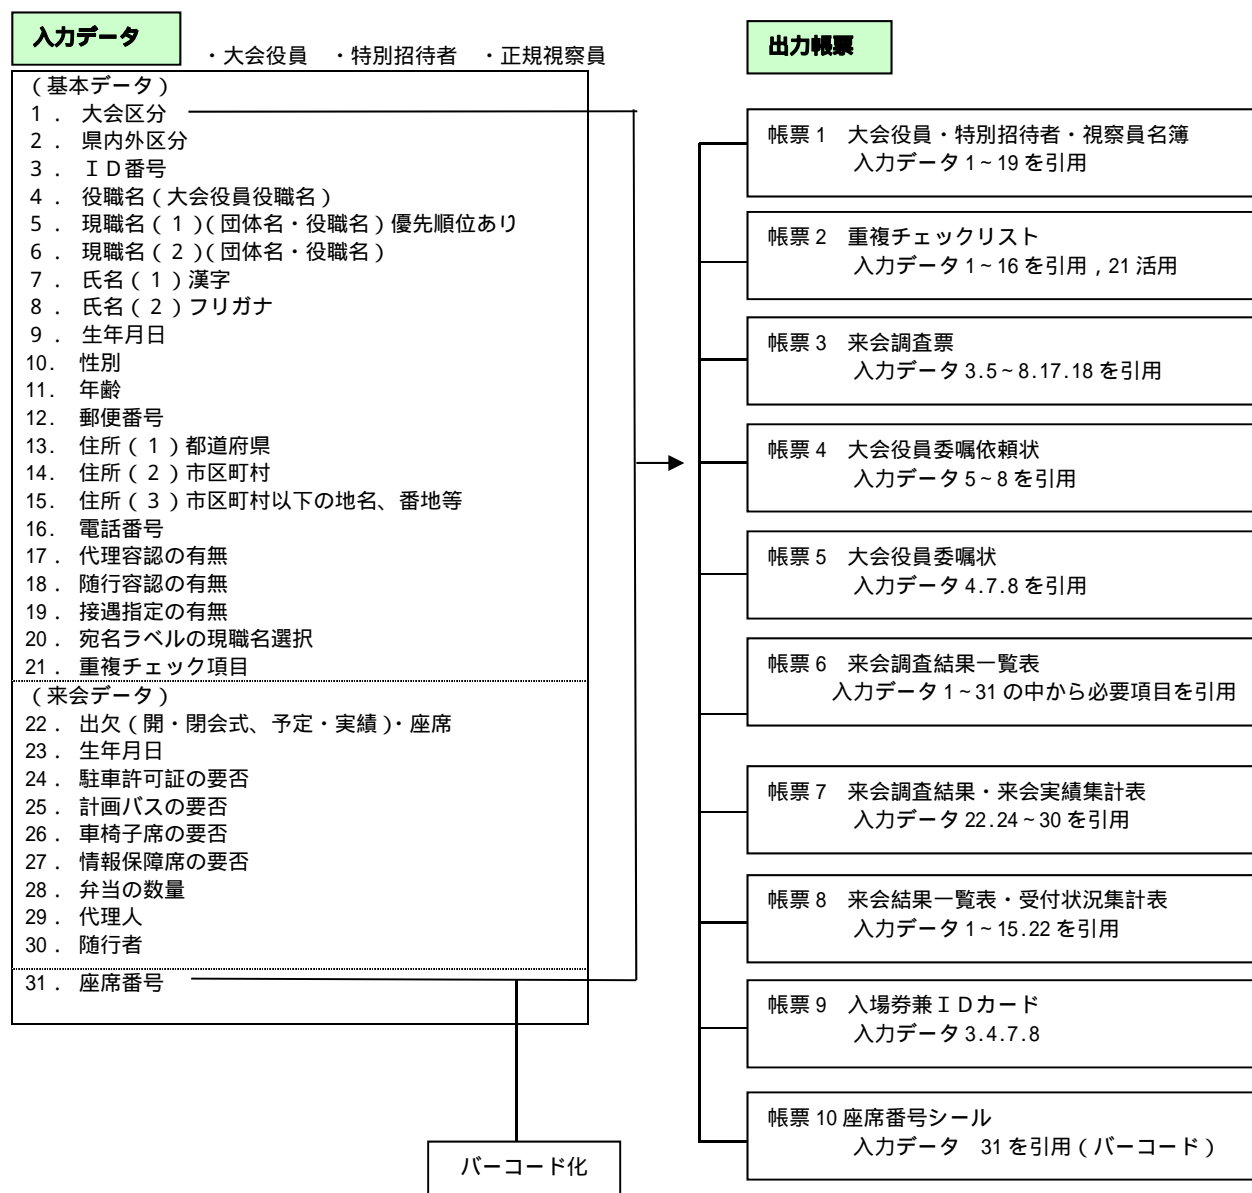 入力データ
・大会役員　・特別招待者　・正規視察員
（基本データ）
１． 大会区分
２． 県内外区分
３． ＩＤ番号
４． 役職名（大会役員役職名）
５． 現職名（１）（団体名・役職名）優先順位あり
６． 現職名（２）（団体名・役職名）
７． 氏名（１）漢字
８． 氏名（２）フリガナ
９． 生年月日
10． 性別
11． 年齢
12． 郵便番号
13． 住所（１）都道府県
14． 住所（２）市区町村
15． 住所（３）市区町村以下の地名、番地等
16． 電話番号
17． 代理容認の有無
18． 随行容認の有無
19． 接遇指定の有無
20． 宛名ラベルの現職名選択
21． 重複チェック項目
（来会データ）
22． 出欠（開・閉会式、予定・実績）・座席
23． 生年月日
24． 駐車許可証の要否
25． 計画バスの要否
26． 車椅子席の要否
27． 情報保障席の要否
28． 弁当の数量
29． 代理人
30． 随行者
31． 座席番号
バーコード化
出力帳票
帳票１　大会役員・特別招待者・視察員名簿
入力データ 1~19 を引用
帳票２　重複チェックリスト
入力データ 1~16 を引用，21 活用
帳票３　来会調査票
入力データ 3.5~8.17.18 を引用
帳票４　大会役員委嘱依頼状
入力データ 5~8 を引用
帳票５　大会役員委嘱状
入力データ 4.7.8 を引用
帳票６　来会調査結果一覧表
入力データ 1~31 の中から必要項目を引用
帳票７　来会調査結果・来会実績集計表
入力データ 22.24~30 を引用
帳票８　来会結果一覧表・受付状況集計表
入力データ 1~15.22 を引用
帳票９　入場券兼ＩＤカード
入力データ 3.4.7.8
帳票 10 座席番号シール
入力データ　31 を引用（バーコード）